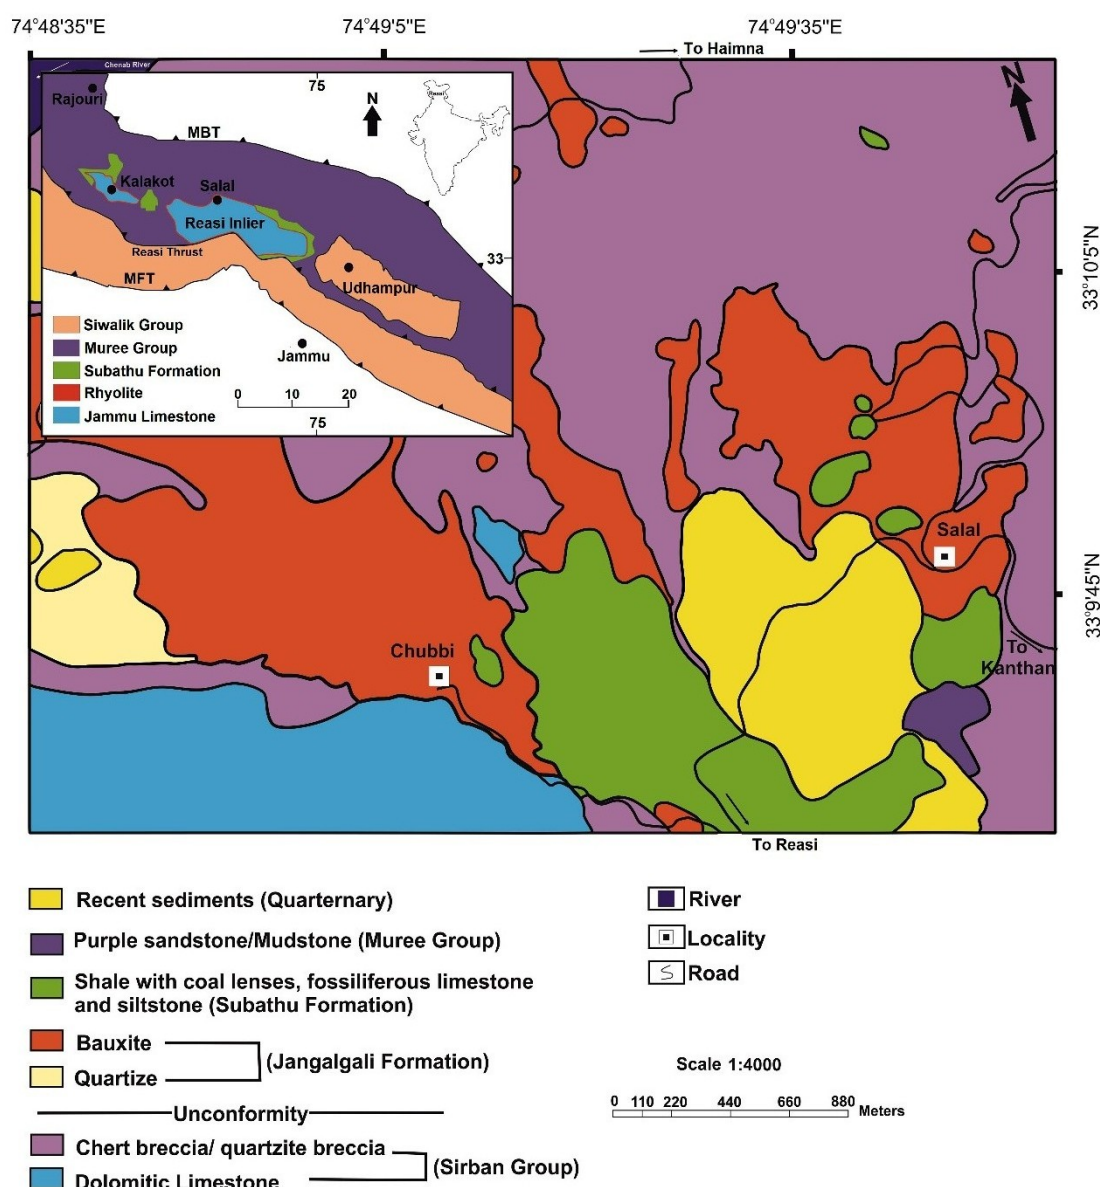 74°48'35"E
74°49'5"E
74°49'35"E
To Haimna
Chenab River
75
N
N
Rajouri
MBT
Kalakot
Salal
Reasi Inlier
Reasi Thrust
33
MFT
Udhampur
Siwalik Group
Muree Group
Subathu Formation
Rhyolite
Jammu Limestone
Jammu
0 10 20
75
33°10'5"N
Salal
33°9'45"N
Chubbi
To
Kanthan
To Reasi
Recent sediments (Quarternary)
River
Purple sandstone/Mudstone (Muree Group)
Locality
Shale with coal lenses, fossiliferous limestone
and siltstone (Subathu Formation)
Road
Bauxite
(Jangalgali Formation)
Quartize
Scale 1:4000
0 110 220 440 660 880
Meters
Unconformity
Chert breccia/ quartzite breccia
(Sirban Group)
Dolomitic Limestone